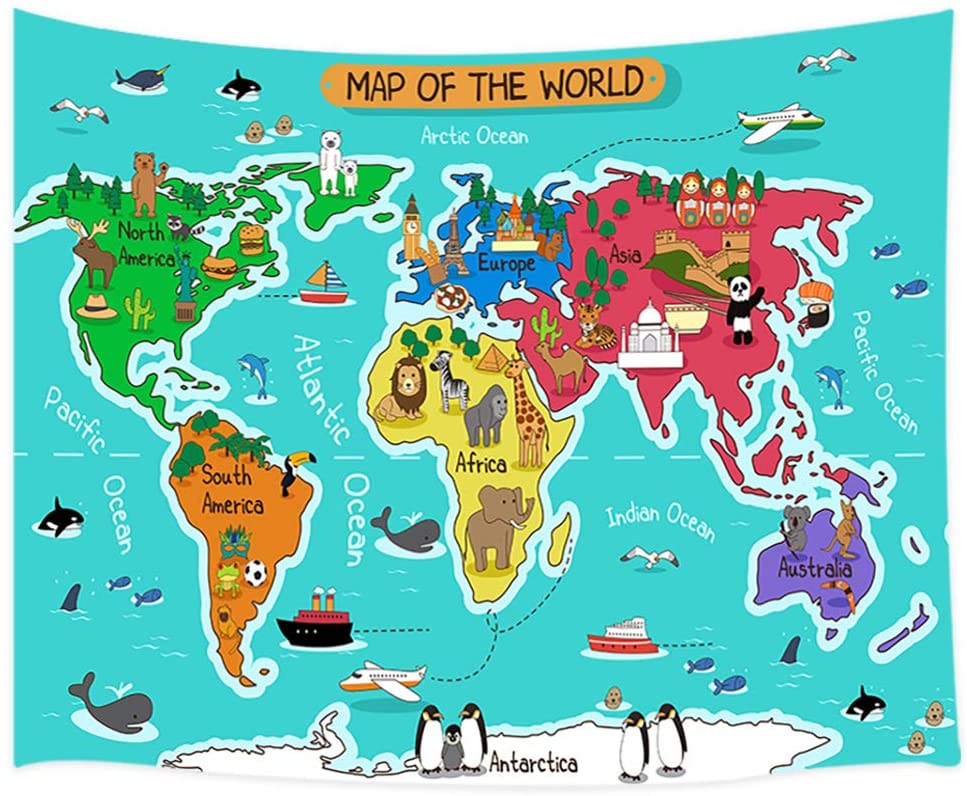 MAP OF THE WORLD
Arctic Ocean
North
America
Europe
Asia
Atlantic
Ocean
Pacific
Ocean
Pacific Ocean
South
America
Africa
Indian Ocean
Australia
Antarctica